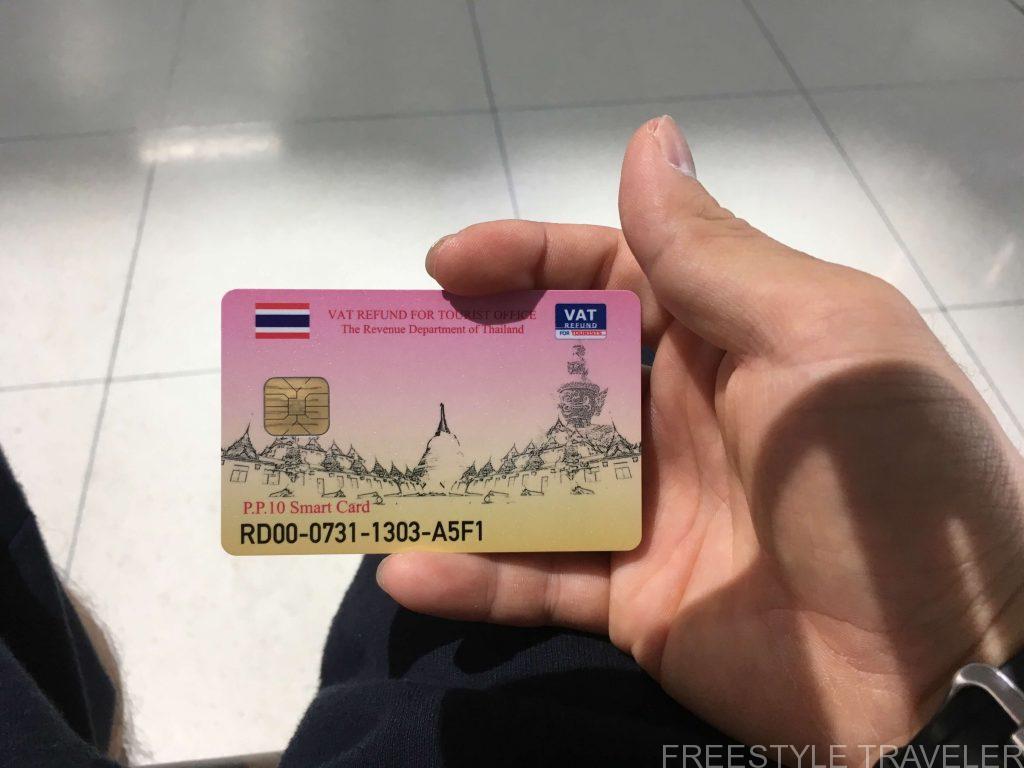 VAT REFUND FOR TOURIST OFFICE
The Revenue Department of Thailand
VAT
REFUND
FOR TOURISTS
P.P.10 Smart Card
RD00-0731-1303-A5F1
FREESTYLE TRAVELER